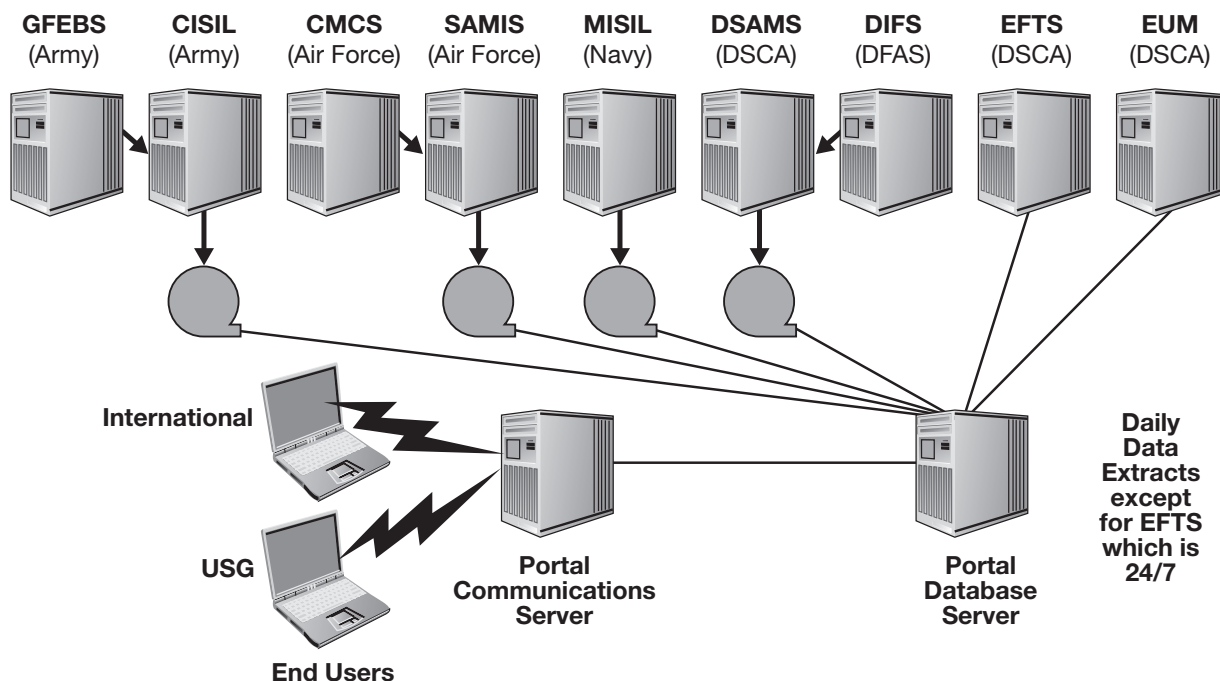 GFEBS
(Army)
CISIL
(Army)
CMCS
(Air Force)
SAMIS
(Air Force)
MISIL
(Navy)
DSAMS
(DSCA)
DIFS
(DFAS)
EFTS
(DSCA)
EUM
(DSCA)
International
USG
End Users
Portal
Communications
Server
Portal
Database
Server
Daily
Data
Extracts
except
for EFTS
which is
24/7